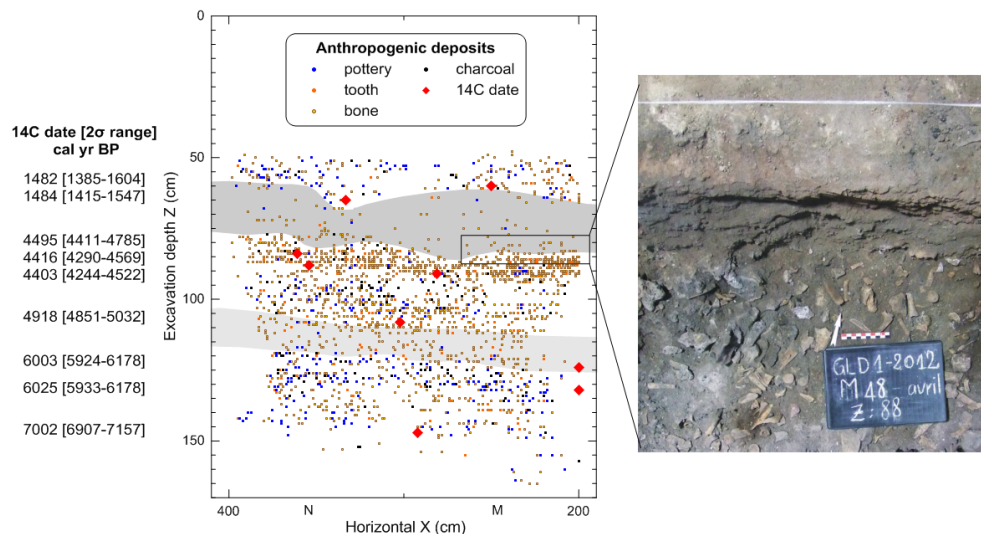 14C date [2σ range]
cal yr BP
1482 [1385-1604]
1484 [1415-1547]
4495 [4411-4785]
4416 [4290-4569]
4403 [4244-4522]
4918 [4851-5032]
6003 [5924-6178]
6025 [5933-6178]
7002 [6907-7157]
Excavation depth Z (cm)
0
50
100
150
Anthropogenic deposits
pottery
charcoal
tooth
14C date
bone
400
N
M
200
Horizontal X (cm)
GLD1-2012
M 48 - avril
Z: 88